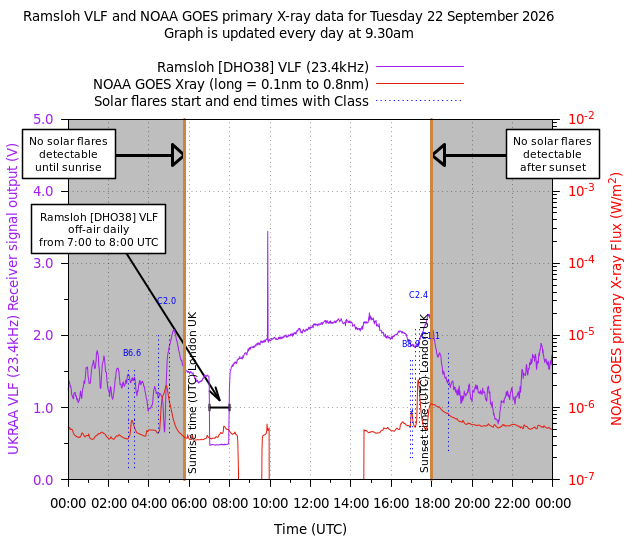 Ramsloh VLF and NOAA GOES primary X-ray data for Tuesday 22 September 2026
Graph is updated every day at 9.30am
Ramsloh [DHO38] VLF (23.4kHz)
NOAA GOES Xray (long = 0.1nm to 0.8nm)
Solar flares start and end times with Class
No solar flares
detectable
until sunrise
No solar flares
detectable
after sunset
Ramsloh [DHO38] VLF
off-air daily
from 7:00 to 8:00 UTC
UKRAA VLF (23.4kHz) Receiver signal output (V)
5.0
4.0
3.0
2.0
1.0
0.0
B6.6
C2.0
C2.4
Sunrise time (UTC) London UK
Sunset time (UTC) London UK
10^-2
10^-3
10^-4
10^-5
10^-6
10^-7
NOAA GOES primary X-ray Flux (W/m²)
00:00 02:00 04:00 06:00 08:00 10:00 12:00 14:00 16:00 18:00 20:00 22:00 00:00
Time (UTC)